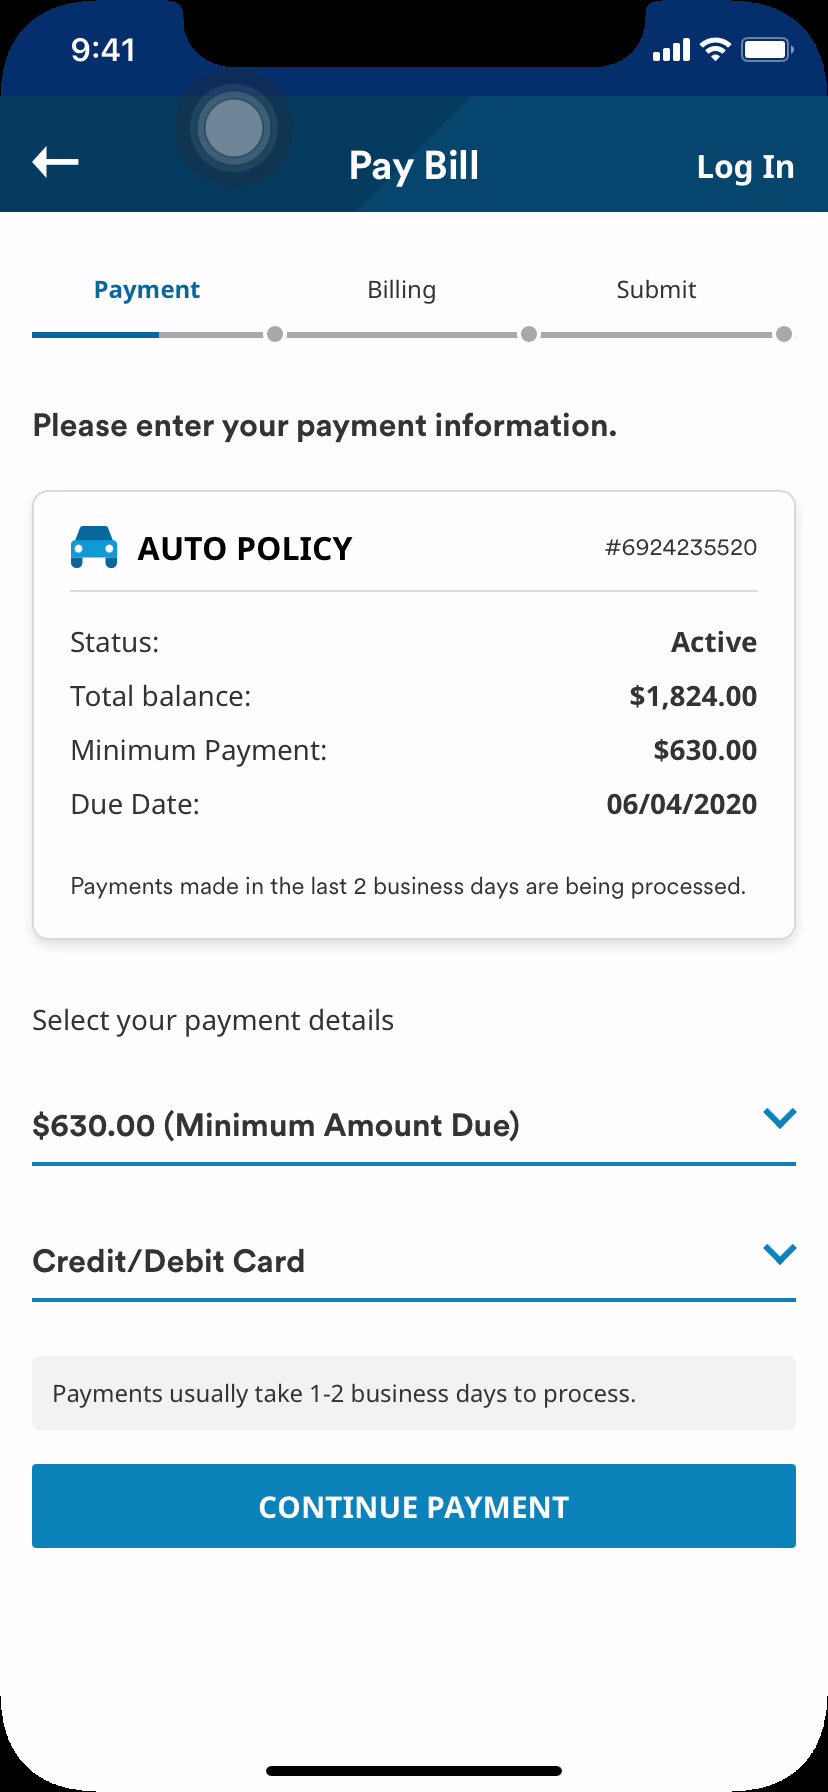 9:41
Pay Bill
Log In
Payment Billing Submit
Please enter your payment information.
AUTO POLICY #6924235520
Status: Active
Total balance: $1,824.00
Minimum Payment: $630.00
Due Date: 06/04/2020
Payments made in the last 2 business days are being processed.
Select your payment details
$630.00 (Minimum Amount Due)
Credit/Debit Card
Payments usually take 1-2 business days to process.
CONTINUE PAYMENT